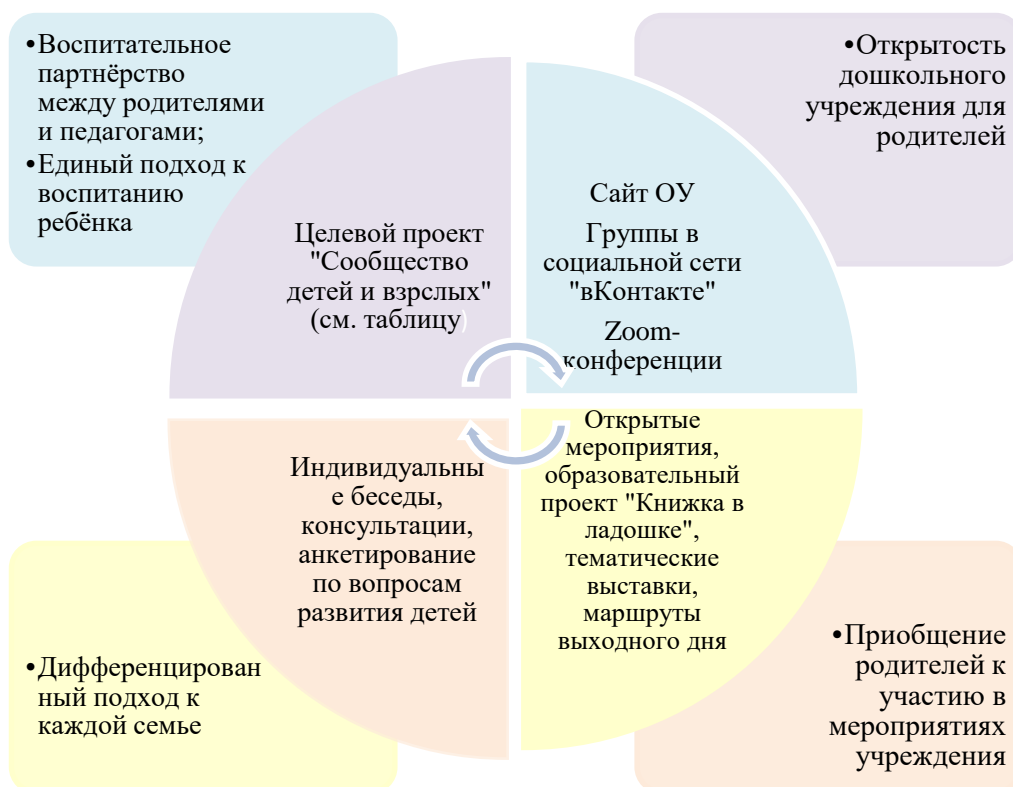 •Воспитательное
партнёрство
между родителями
и педагогами;
•Единый подход к
воспитанию
ребёнка
•Открытость
дошкольного
учреждения для
родителей
Целевой проект
"Сообщество
детей и взрслых"
(см. таблицу)
Сайт ОУ
Группы в
социальной сети
"вКонтакте"
Zoom-
конференции
Индивидуальны
е беседы,
консультации,
анкетирование
по вопросам
развития детей
Открытые
мероприятия,
образовательный
проект "Книжка в
ладошке",
тематические
выставки,
маршруты
выходного дня
•Дифференцирован
ный подход к
каждой семье
•Приобщение
родителей к
участию в
мероприятиях
учреждения